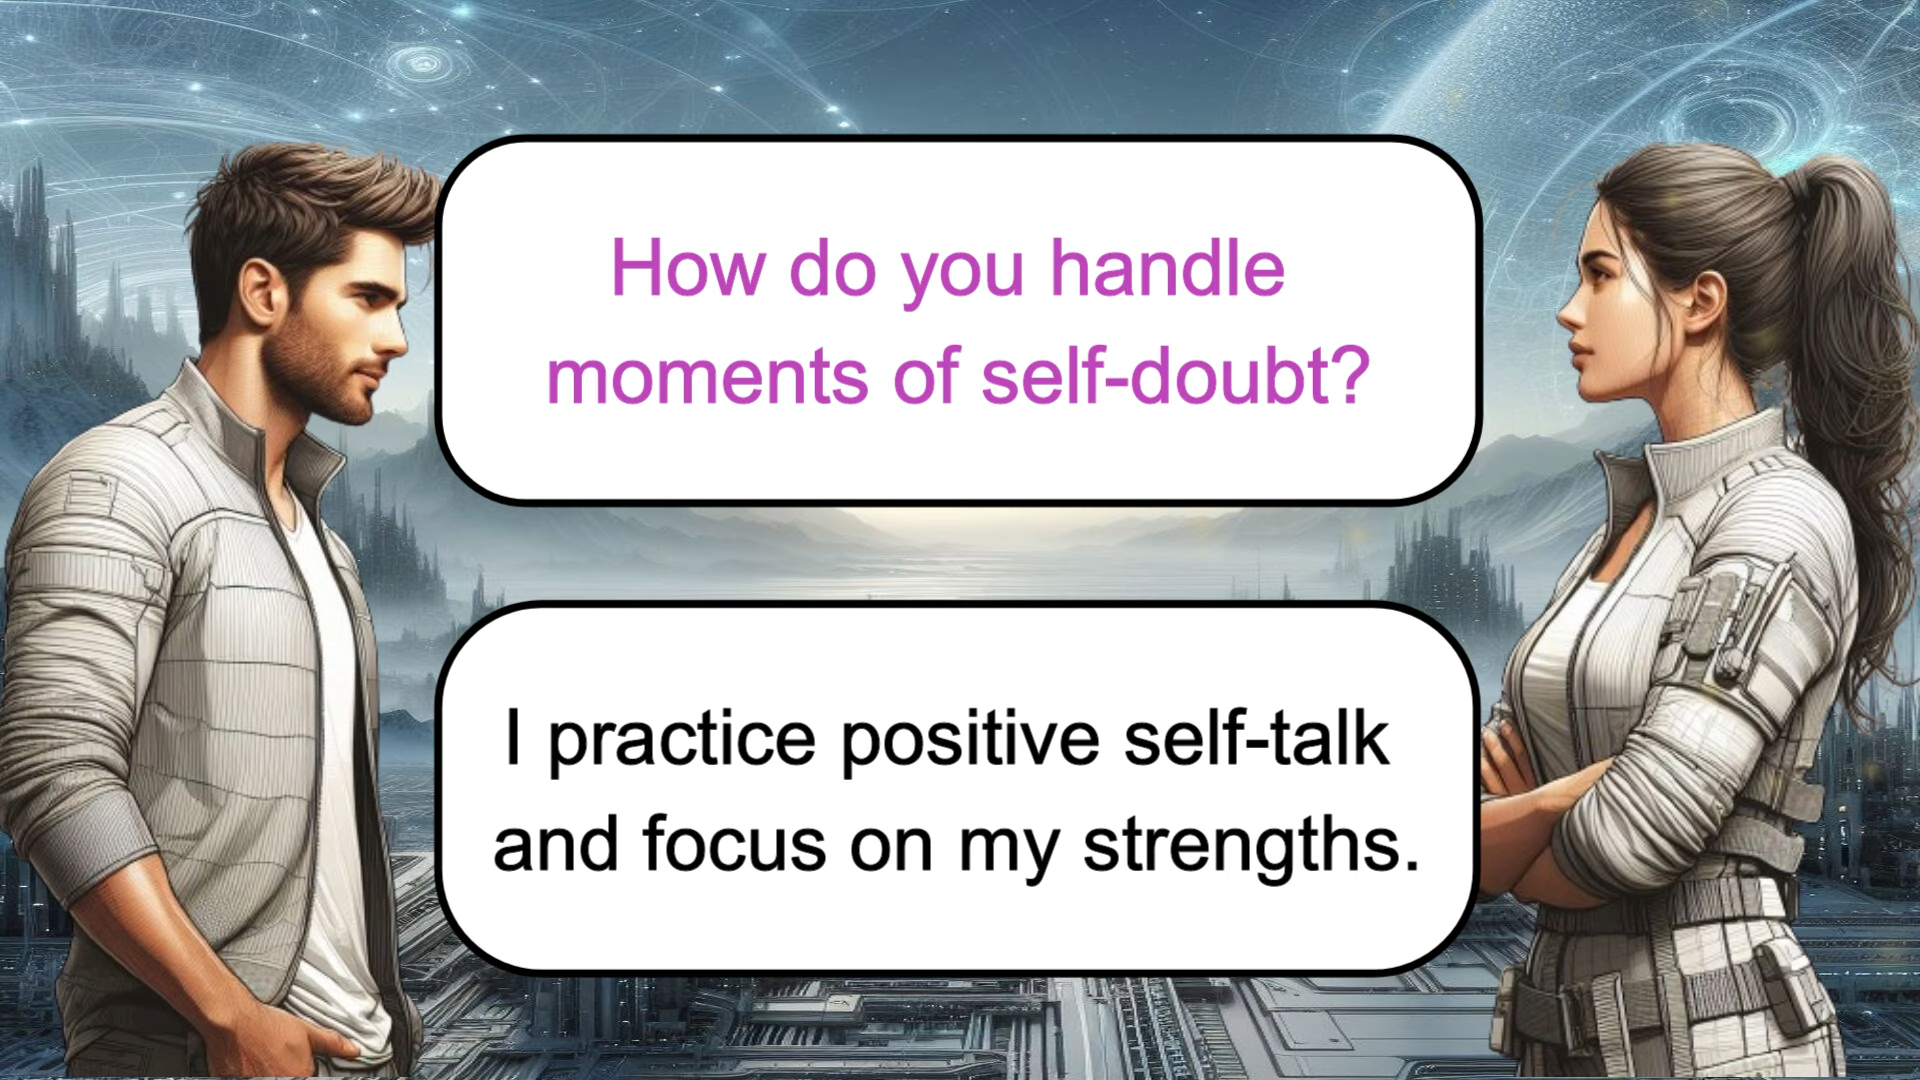 How do you handle
moments of self-doubt?
I practice positive self-talk
and focus on my strengths.